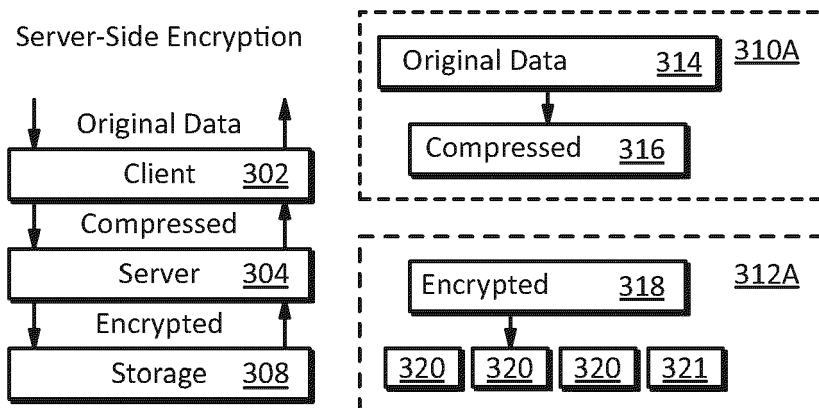 Server-Side Encryption
Original Data
Client 302
Compressed
Server 304
Encrypted
Storage 308
310A
Original Data 314
Compressed 316
312A
Encrypted 318
320 320 320 321